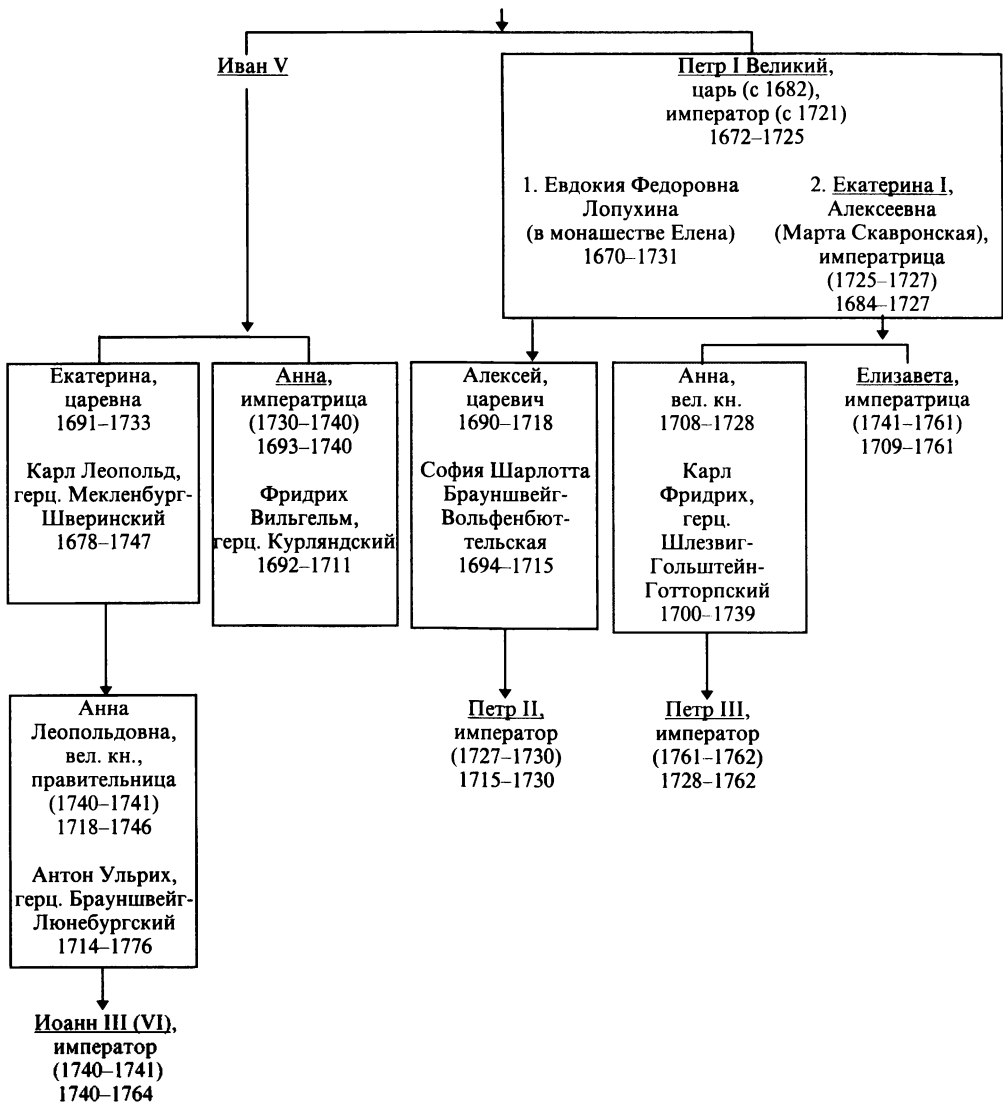 Иван V
Петр I Великий,
царь (с 1682),
император (с 1721)
1672–1725
1. Евдокия Федоровна
Лопухина
(в монашестве Елена)
1670–1731
2. Екатерина I,
Алексеевна
(Марта Скавронская),
императрица
(1725–1727)
1684–1727
Екатерина,
царевна
1691–1733
Карл Леопольд,
герц. Мекленбург-
Шверинский
1678–1747
Анна,
императрица
(1730–1740)
1693–1740
Фридрих
Вильгельм,
герц. Курляндский
1692–1711
Алексей,
царевич
1690–1718
София Шарлотта
Брауншвейг-
Вольфенбют-
тельская
1694–1715
Анна,
вел. кн.
1708–1728
Карл
Фридрих,
герц.
Шлезвиг-
Гольштейн-
Готторпский
1700–1739
Елизавета,
императрица
(1741–1761)
1709–1761
Анна
Леопольдовна,
вел. кн.,
правительница
(1740–1741)
1718–1746
Антон Ульрих,
герц. Брауншвейг-
Люнебургский
1714–1776
Петр II,
император
(1727–1730)
1715–1730
Петр III,
император
(1761–1762)
1728–1762
Иоанн III (VI),
император
(1740–1741)
1740–1764